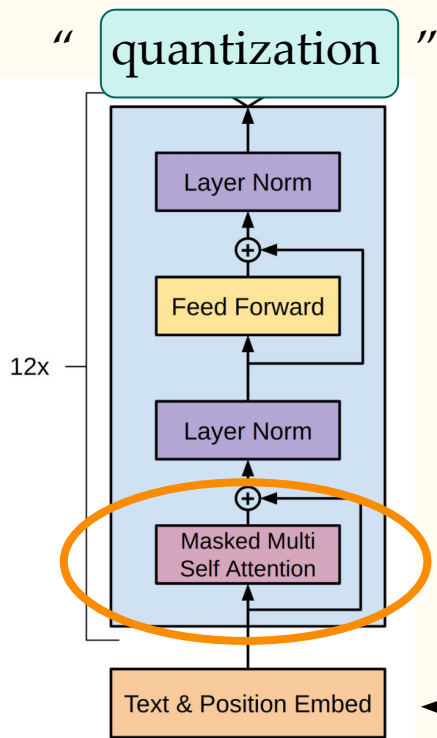 “ quantization ”
Layer Norm
+
Feed Forward
12x
Layer Norm
+
Masked Multi
Self Attention
Text & Position Embed